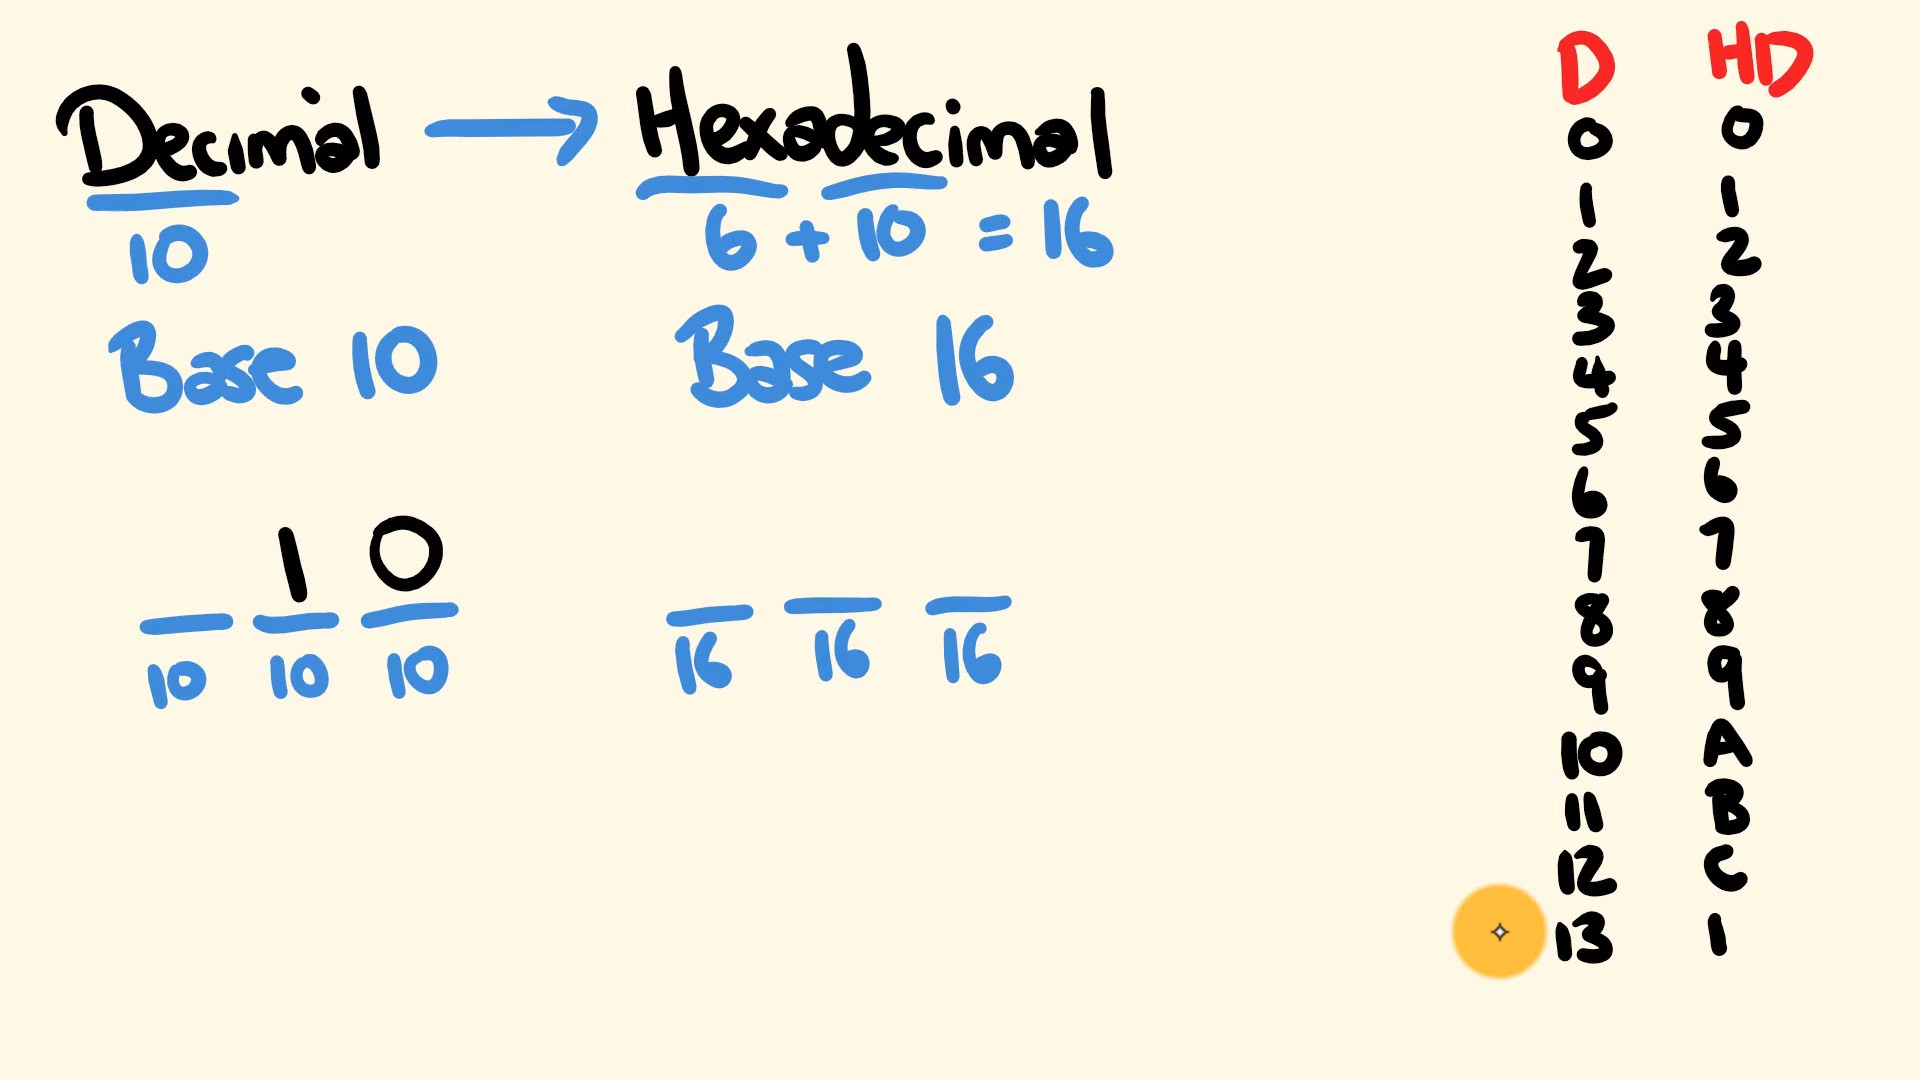 Decimal → Hexadecimal
10
6 + 10 = 16
Base 10
Base 16
1 0
10 10 10
16 16 16
D HD
0 0
1 1
2 2
3 3
4 4
5 5
6 6
7 7
8 8
9 9
10 A
11 B
12 C
13 1